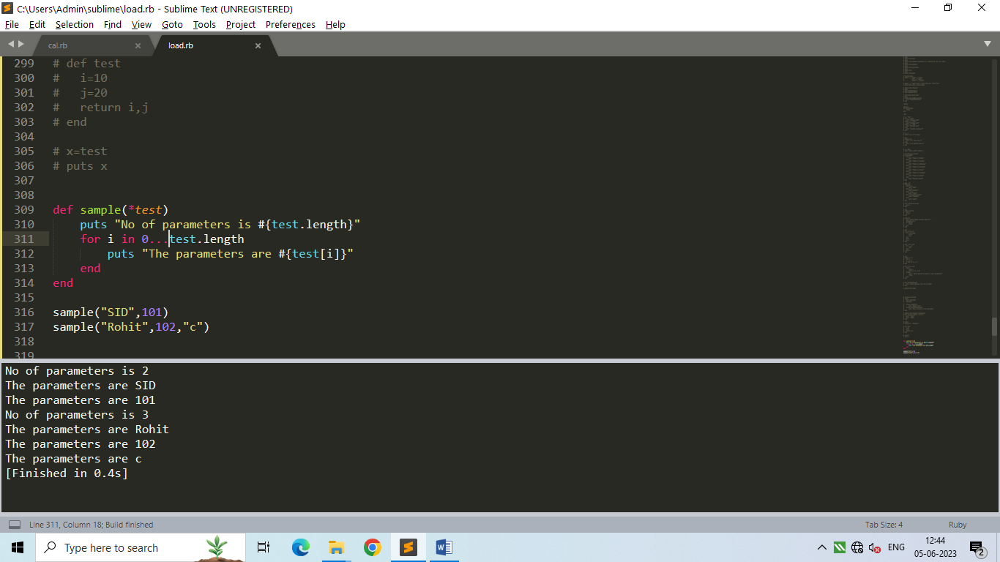 C:\Users\Admin\sublime\load.rb - Sublime Text (UNREGISTERED)
File Edit Selection Find View Goto Tools Project Preferences Help
cal.rb load.rb
299 # def test
300 #   i=10
301 #   j=20
302 #   return i,j
303 # end
304
305 # x=test
306 # puts x
307
308
309 def sample(*test)
310     puts "No of parameters is #{test.length}"
311     for i in 0...test.length
312         puts "The parameters are #{test[i]}"
313     end
314 end
315
316 sample("SID",101)
317 sample("Rohit",102,"c")
318
319
No of parameters is 2
The parameters are SID
The parameters are 101
No of parameters is 3
The parameters are Rohit
The parameters are 102
The parameters are c
[Finished in 0.4s]
Line 311, Column 18; Build finished Tab Size: 4 Ruby
Type here to search ENG 12:44
05-06-2023 2